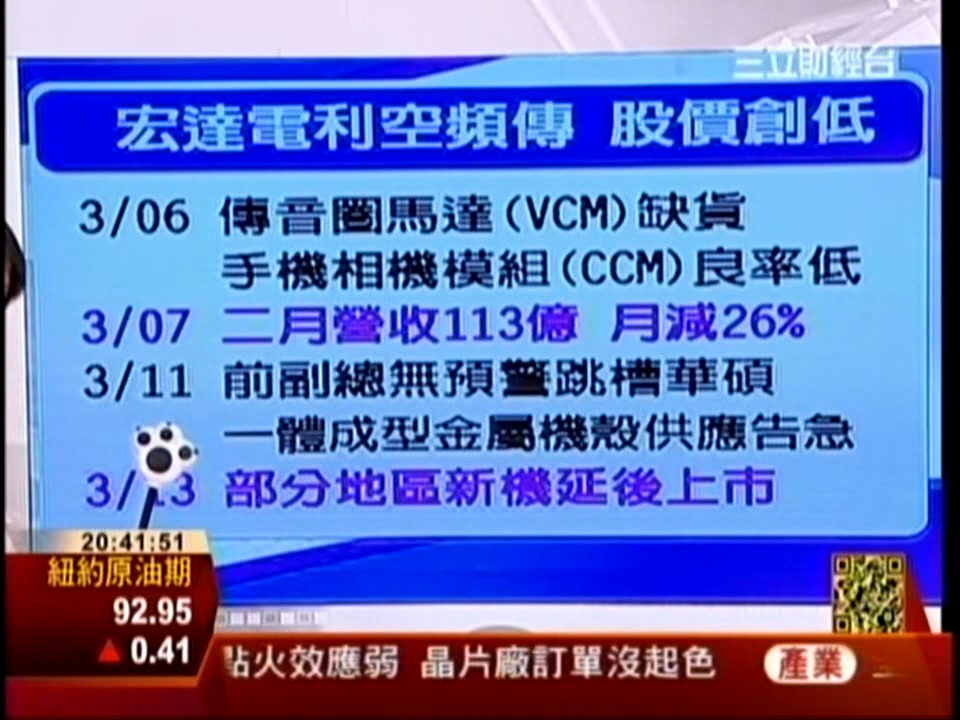 三立財經台
宏達電利空頻傳 股價創低
3/06 傳音圈馬達(VCM)缺貨
手機相機模組(CCM)良率低
3/07 二月營收113億 月減26%
3/11 前副總無預警跳槽華碩
一體成型金屬機殼供應告急
3/13 部分地區新機延後上市
20:41:51
紐約原油期
92.95
▲ 0.41
點火效應弱 晶片廠訂單沒起色 產業